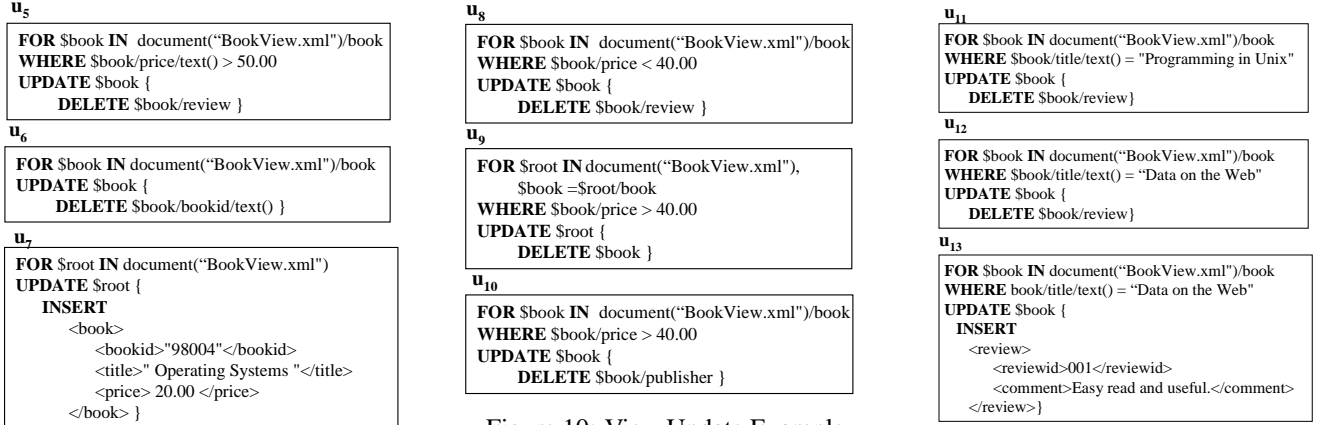 u5
FOR $book IN document(“BookView.xml")/book
WHERE $book/price/text() > 50.00
UPDATE $book {
DELETE $book/review }
u6
FOR $book IN document(“BookView.xml")/book
UPDATE $book {
DELETE $book/bookid/text() }
u7
FOR $root IN document(“BookView.xml")
UPDATE $root {
INSERT
<book>
<bookid>"98004"</bookid>
<title>" Operating Systems "</title>
<price> 20.00 </price>
</book> }
u8
FOR $book IN document(“BookView.xml")/book
WHERE $book/price < 40.00
UPDATE $book {
DELETE $book/review }
u9
FOR $root IN document("BookView.xml"),
$book =$root/book
WHERE $book/price > 40.00
UPDATE $root {
DELETE $book }
u10
FOR $book IN document(“BookView.xml")/book
WHERE $book/price > 40.00
UPDATE $book {
DELETE $book/publisher }
u11
FOR $book IN document("BookView.xml")/book
WHERE $book/title/text() = "Programming in Unix"
UPDATE $book {
DELETE $book/review}
u12
FOR $book IN document("BookView.xml")/book
WHERE $book/title/text() = “Data on the Web"
UPDATE $book {
DELETE $book/review}
u13
FOR $book IN document("BookView.xml")/book
WHERE book/title/text() = “Data on the Web"
UPDATE $book {
INSERT
<review>
<reviewid>001</reviewid>
<comment>Easy read and useful.</comment>
</review>}